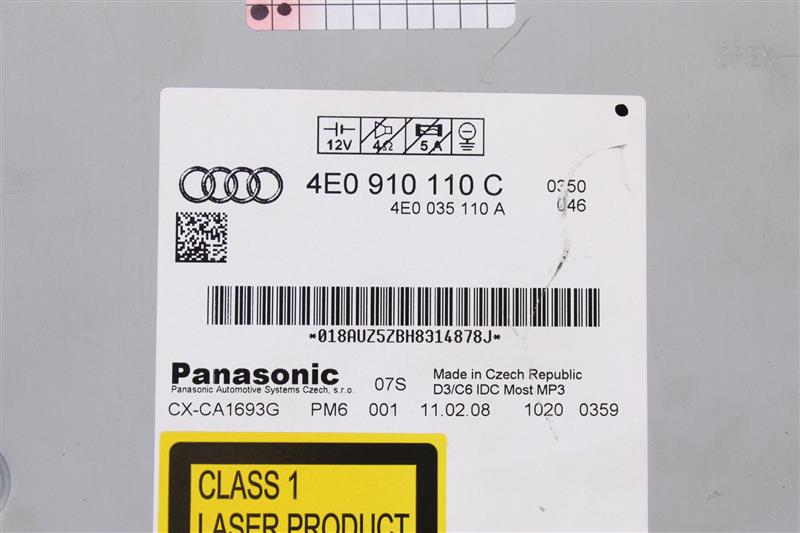 OPEN
12V 4Ω 5A
4E0 910 110 C 0350
4E0 035 110 A 046
*018AUZ5ZBH8314878J*
Panasonic 07S Made in Czech Republic
Panasonic Automotive Systems Czech, s.r.o. D3/C6 IDC Most MP3
CX-CA1693G PM6 001 11.02.08 1020 0359
CLASS 1
LASER PRODUCT